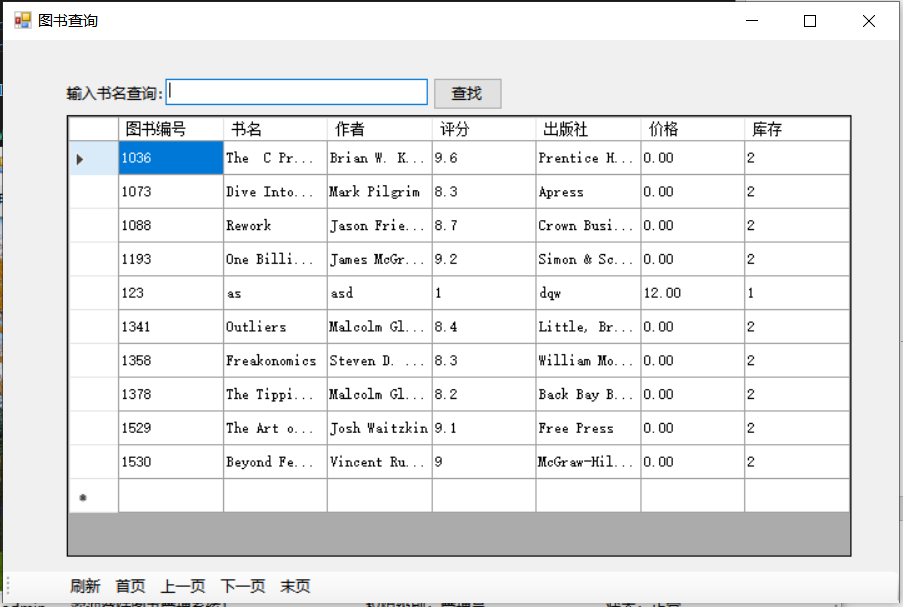 图书查询
输入书名查询: 查找
图书编号 书名 作者 评分 出版社 价格 库存
1036 The C Pr... Brian W. K... 9.6 Prentice H... 0.00 2
1073 Dive Into... Mark Pilgrim 8.3 Apress 0.00 2
1088 Rework Jason Frie... 8.7 Crown Busi... 0.00 2
1193 One Billi... James McGr... 9.2 Simon & Sc... 0.00 2
123 as asd 1 dqw 12.00 1
1341 Outliers Malcolm Gl... 8.4 Little, Br... 0.00 2
1358 Freakonomics Steven D. ... 8.3 William Mo... 0.00 2
1378 The Tippi... Malcolm Gl... 8.2 Back Bay B... 0.00 2
1529 The Art o... Josh Waitzkin 9.1 Free Press 0.00 2
1530 Beyond Fe... Vincent Ru... 9 McGraw-Hil... 0.00 2
刷新 首页 上一页 下一页 末页